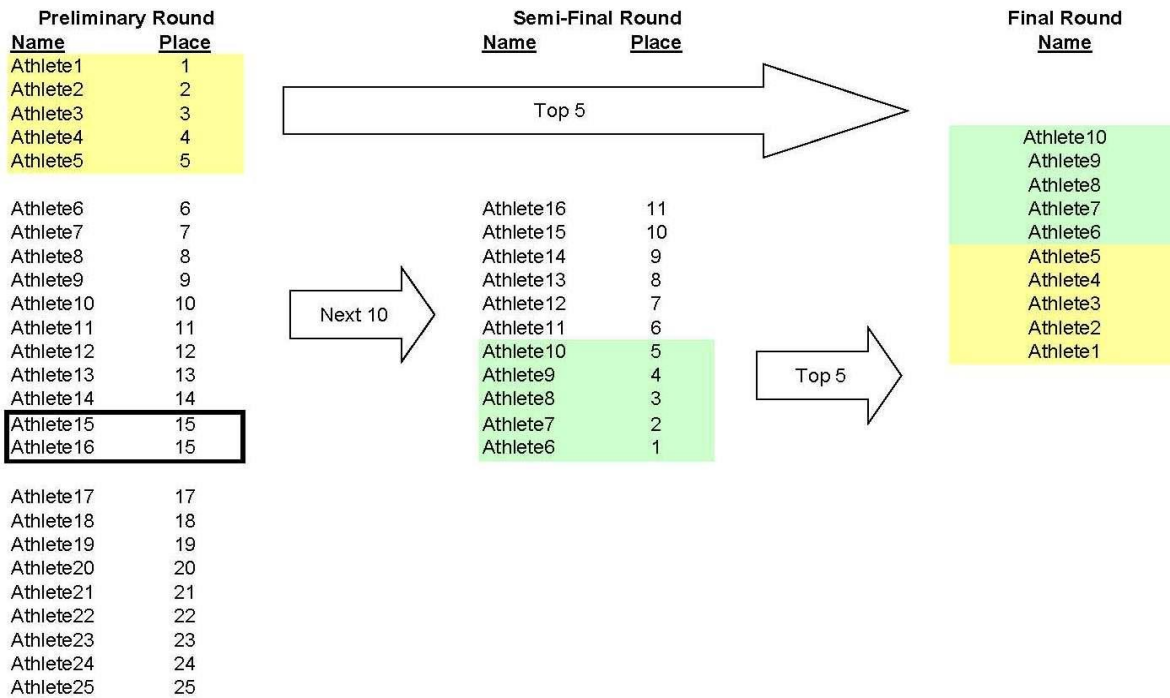 Preliminary Round
Name Place
Athlete1 1
Athlete2 2
Athlete3 3
Athlete4 4
Athlete5 5
Athlete6 6
Athlete7 7
Athlete8 8
Athlete9 9
Athlete10 10
Athlete11 11
Athlete12 12
Athlete13 13
Athlete14 14
Athlete15 15
Athlete16 15
Athlete17 17
Athlete18 18
Athlete19 19
Athlete20 20
Athlete21 21
Athlete22 22
Athlete23 23
Athlete24 24
Athlete25 25
Top 5
Next 10
Semi-Final Round
Name Place
Athlete16 11
Athlete15 10
Athlete14 9
Athlete13 8
Athlete12 7
Athlete11 6
Athlete10 5
Athlete9 4
Athlete8 3
Athlete7 2
Athlete6 1
Top 5
Final Round
Name
Athlete10
Athlete9
Athlete8
Athlete7
Athlete6
Athlete5
Athlete4
Athlete3
Athlete2
Athlete1